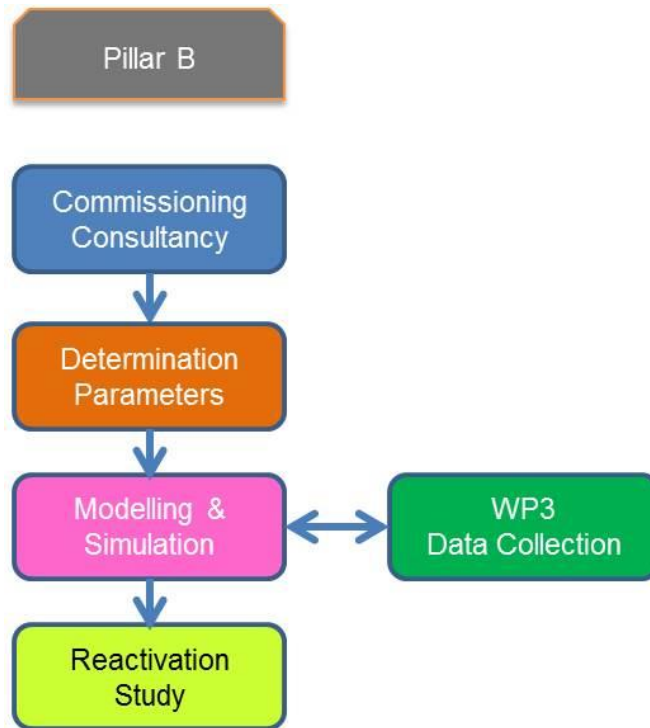 Pillar B
Commissioning
Consultancy
Determination
Parameters
Modelling &
Simulation
WP3
Data Collection
Reactivation
Study